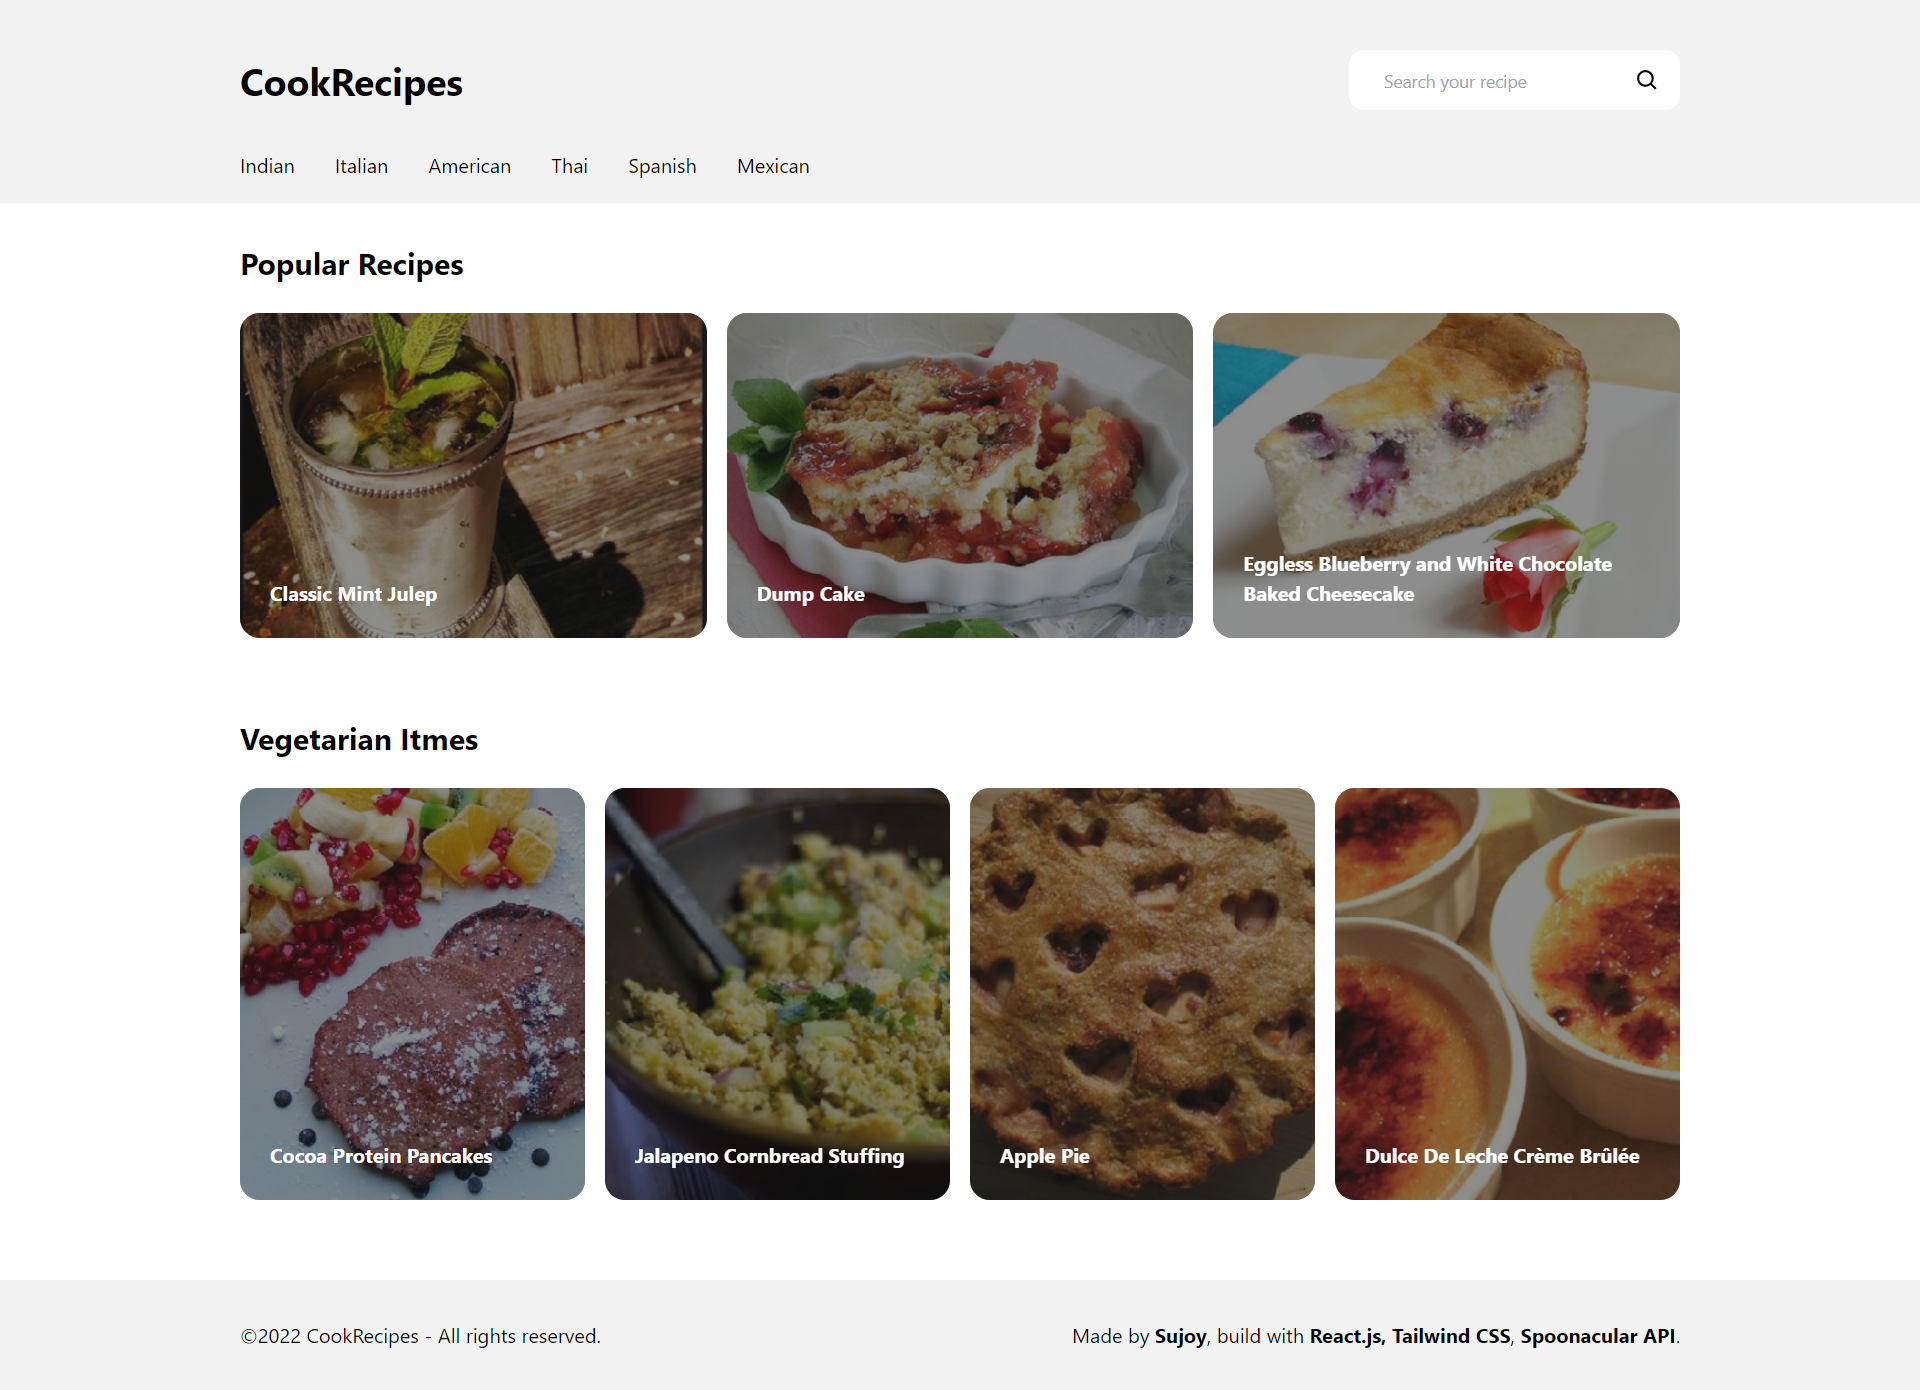 CookRecipes
Search your recipe
Indian Italian American Thai Spanish Mexican
Popular Recipes
Classic Mint Julep
Dump Cake
Eggless Blueberry and White Chocolate
Baked Cheesecake
Vegetarian Itmes
Cocoa Protein Pancakes
Jalapeno Cornbread Stuffing
Apple Pie
Dulce De Leche Crème Brûlée
©2022 CookRecipes - All rights reserved.
Made by Sujoy, build with React.js, Tailwind CSS, Spoonacular API.